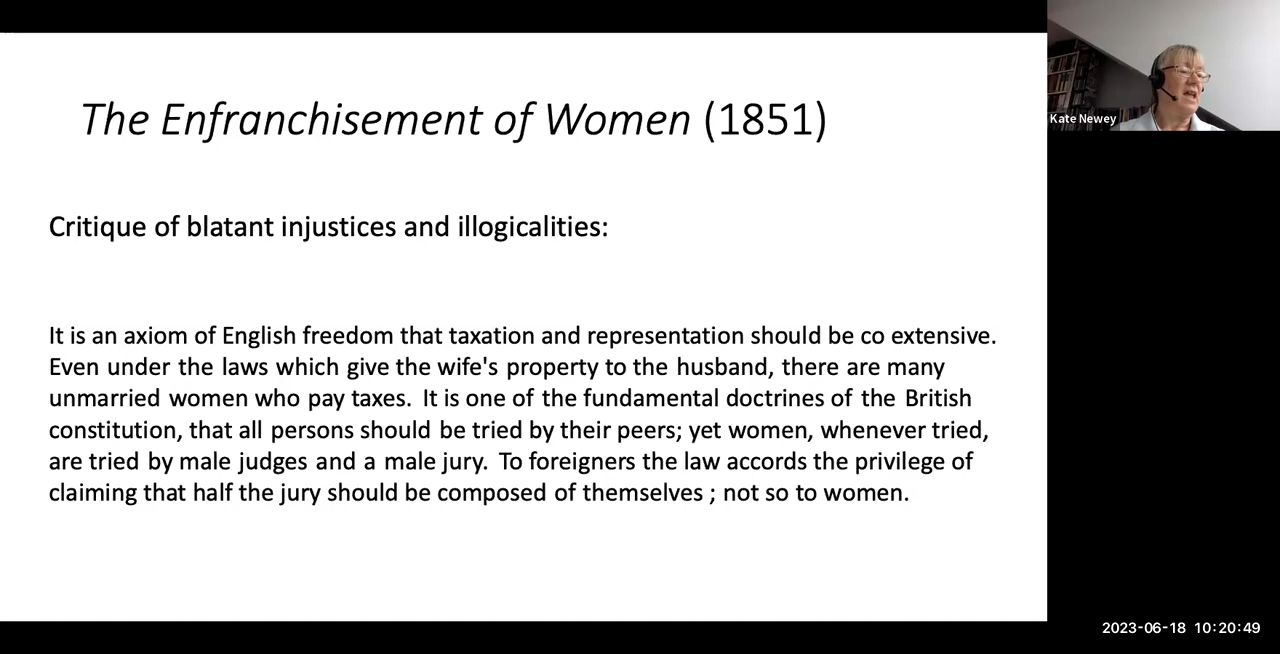 The Enfranchisement of Women (1851)
Critique of blatant injustices and illogicalities:
It is an axiom of English freedom that taxation and representation should be co extensive.
Even under the laws which give the wife's property to the husband, there are many
unmarried women who pay taxes. It is one of the fundamental doctrines of the British
constitution, that all persons should be tried by their peers; yet women, whenever tried,
are tried by male judges and a male jury. To foreigners the law accords the privilege of
claiming that half the jury should be composed of themselves ; not so to women.
Kate Newey
2023-06-18 10:20:49